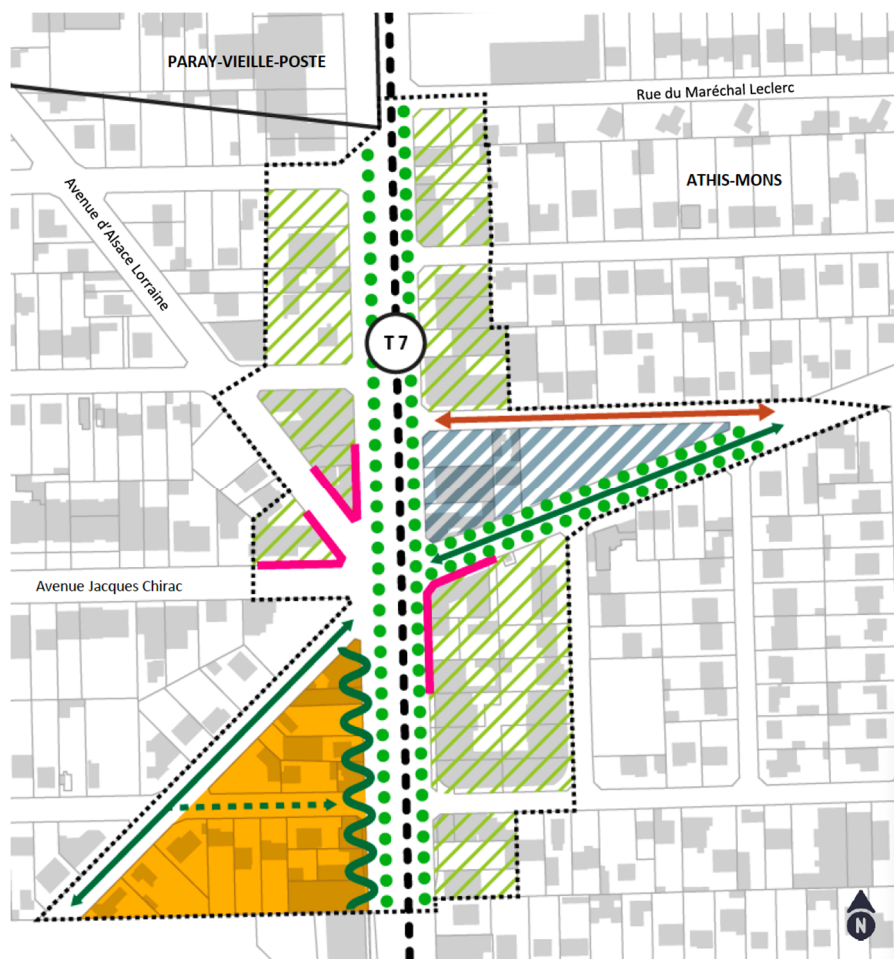 PARAY-VIEILLE-POSTE
Rue du Maréchal Leclerc
ATHIS-MONS
Avenue d'Alsace Lorraine
T 7
Avenue Jacques Chirac
N